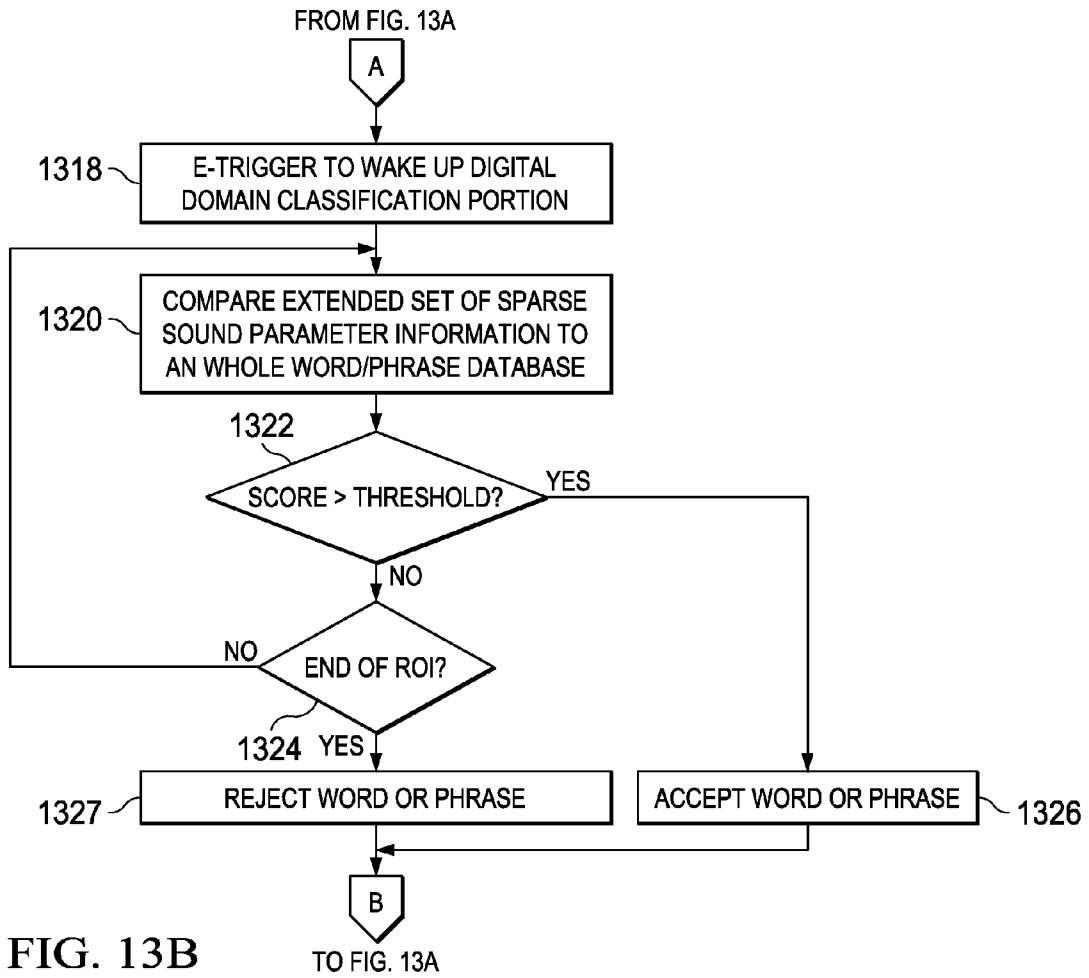 FROM FIG. 13A
A
1318
E-TRIGGER TO WAKE UP DIGITAL
DOMAIN CLASSIFICATION PORTION
1320
COMPARE EXTENDED SET OF SPARSE
SOUND PARAMETER INFORMATION TO
AN WHOLE WORD/PHRASE DATABASE
1322
SCORE > THRESHOLD?
YES
NO
NO
END OF ROI?
1324
YES
1327
REJECT WORD OR PHRASE
ACCEPT WORD OR PHRASE
1326
B
FIG. 13B
TO FIG. 13A